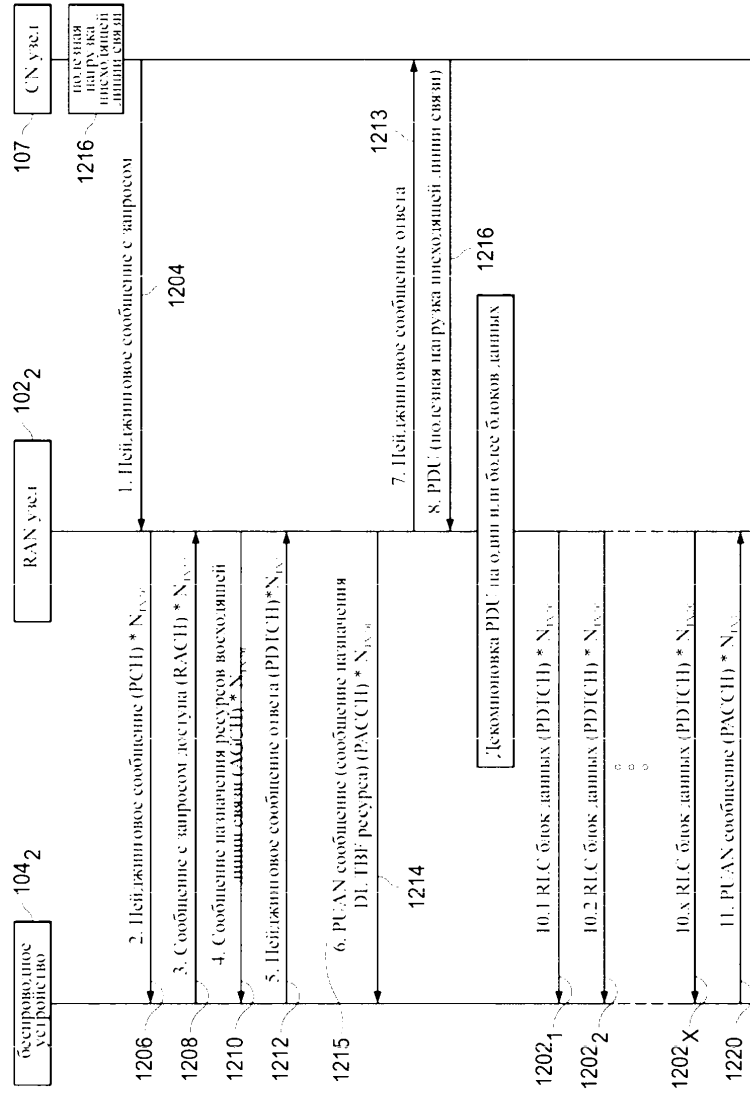 беспроводное
устройство
104₂
RAN узел
102₂
CN узел
107
полезная
нагрузка
нисходящей
линии связи
1216
1. Пейджинговое сообщение с запросом
1204
2. Пейджинговое сообщение (PCH) *
1206
3. Сообщение с запросом доступа (RACH) *
1208
4. Сообщение назначения ресурсов восходящей
линии связи (AGCH) *
1210
5. Пейджинговое сообщение ответа (PDTCH)*
1212
6. PUAN сообщение (сообщение назначения
DL TBF ресурса) (PACCH) *
1215
1214
7. Пейджинговое сообщение ответа
1213
8. PDU (полезная нагрузка нисходящей линии связи)
1216
Декомпоновка PDU на один или более блоков данных
10.1 RLC блок данных (PDTCH) *
1202₁
10.2 RLC блок данных (PDTCH) *
1202₂
10.x RLC блок данных (PDTCH) *
1202X
11. PUAN сообщение (PACCH) *
1220